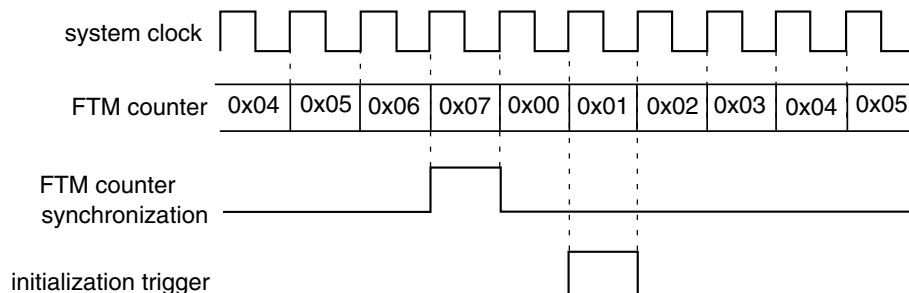 system clock
FTM counter 0x04 0x05 0x06 0x07 0x00 0x01 0x02 0x03 0x04 0x05
FTM counter
synchronization
initialization trigger